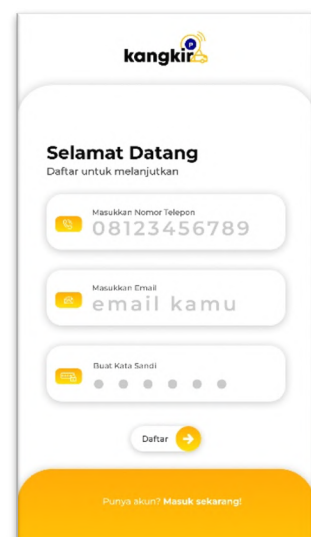 P
kangkir
Selamat Datang
Daftar untuk melanjutkan
Masukkan Nomor Telepon
08123456789
Masukkan Email
email kamu
Buat Kata Sandi
Daftar
Punya akun? Masuk sekarang!